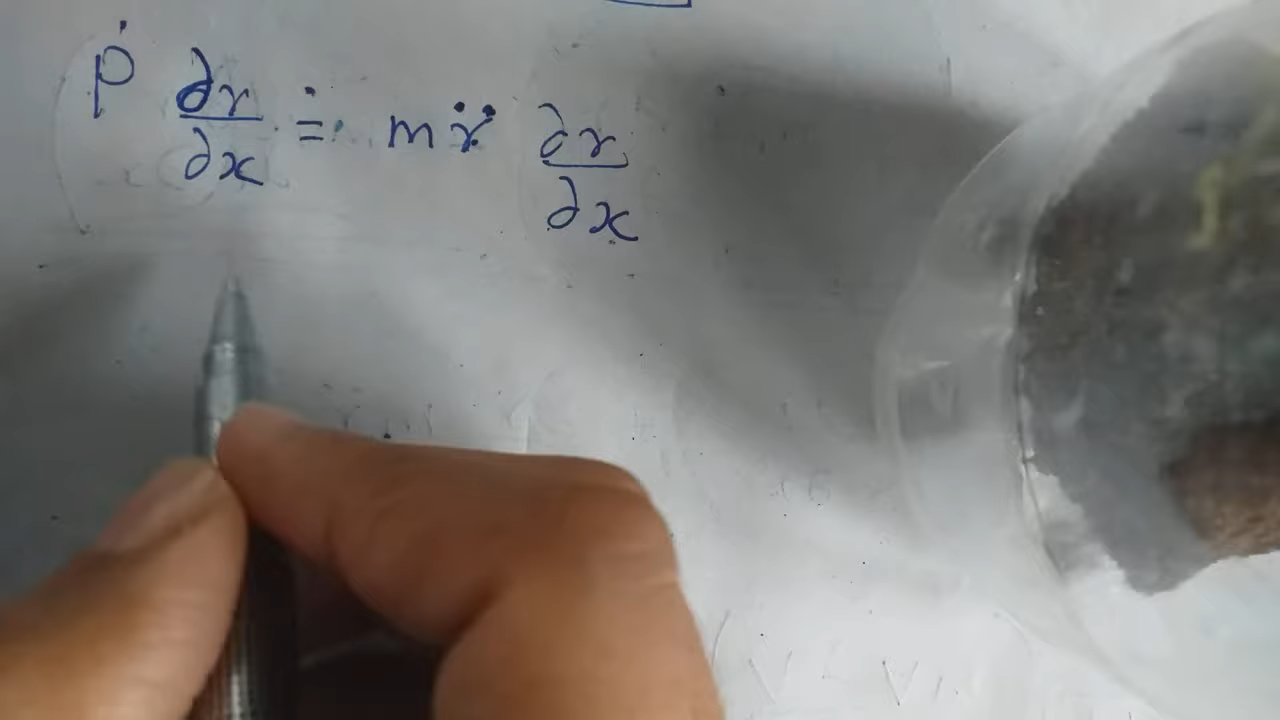 ṗ ∂r/∂x = m r̈ ∂r/∂x